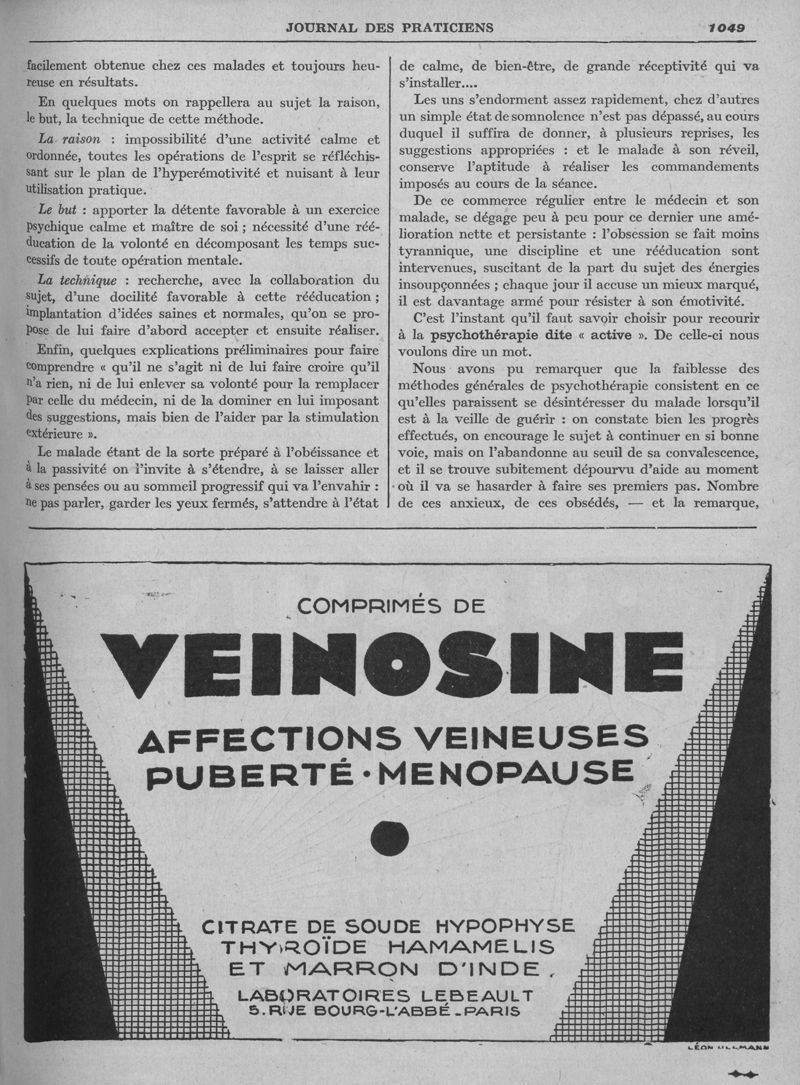 JOURNAL DES PRATICIENS
1049
facilement obtenue chez ces malades et toujours heu-
reuse en résultats.
En quelques mots on rappellera au sujet la raison,
le but, la technique de cette méthode.
La raison : impossibilité d'une activité calme et
ordonnée, toutes les opérations de l'esprit se réfléchis-
sant sur le plan de l'hyperémotivité et nuisant à leur
utilisation pratique.
Le but : apporter la détente favorable à un exercice
psychique calme et maître de soi ; nécessité d'une réé-
ducation de la volonté en décomposant les temps suc-
cessifs de toute opération mentale.
La technique : recherche, avec la collaboration du
sujet, d'une docilité favorable à cette rééducation ;
implantation d'idées saines et normales, qu'on se pro-
pose de lui faire d'abord accepter et ensuite réaliser.
Enfin, quelques explications préliminaires pour faire
comprendre « qu'il ne s'agit ni de lui faire croire qu'il
n'a rien, ni de lui enlever sa volonté pour la remplacer
par celle du médecin, ni de la dominer en lui imposant
des suggestions, mais bien de l'aider par la stimulation
extérieure ».
Le malade étant de la sorte préparé à l'obéissance et
à la passivité on l'invite à s'étendre, à se laisser aller
à ses pensées ou au sommeil progressif qui va l'envahir :
ne pas parler, garder les yeux fermés, s'attendre à l'état
de calme, de bien-être, de grande réceptivité qui va
s'installer....
Les uns s'endorment assez rapidement, chez d'autres
un simple état de somnolence n'est pas dépassé, au cours
duquel il suffira de donner, à plusieurs reprises, les
suggestions appropriées : et le malade à son réveil,
conserve l'aptitude à réaliser les commandements
imposés au cours de la séance.
De ce commerce régulier entre le médecin et son
malade, se dégage peu à peu pour ce dernier une amé-
lioration nette et persistante : l'obsession se fait moins
tyrannique, une discipline et une rééducation sont
intervenues, suscitant de la part du sujet des énergies
insoupçonnées ; chaque jour il accuse un mieux marqué,
il est davantage armé pour résister à son émotivité.
C'est l'instant qu'il faut savoir choisir pour recourir
à la psychothérapie dite « active ». De celle-ci nous
voulons dire un mot.
Nous avons pu remarquer que la faiblesse des
méthodes générales de psychothérapie consistent en ce
qu'elles paraissent se désintéresser du malade lorsqu'il
est à la veille de guérir : on constate bien les progrès
effectués, on encourage le sujet à continuer en si bonne
voie, mais on l'abandonne au seuil de sa convalescence,
et il se trouve subitement dépourvu d'aide au moment
où il va se hasarder à faire ses premiers pas. Nombre
de ces anxieux, de ces obsédés, — et la remarque,
COMPRIMÉS DE
VEINOSINE
AFFECTIONS VEINEUSES
PUBERTÉ • MENOPAUSE
CITRATE DE SOUDE HYPOPHYSE
THYROÏDE HAMAMELIS
ET MARRON D'INDE.
LABORATOIRES LEBEAULT
5. RUE BOURG-L'ABBÉ - PARIS
LÉON ULLMANN